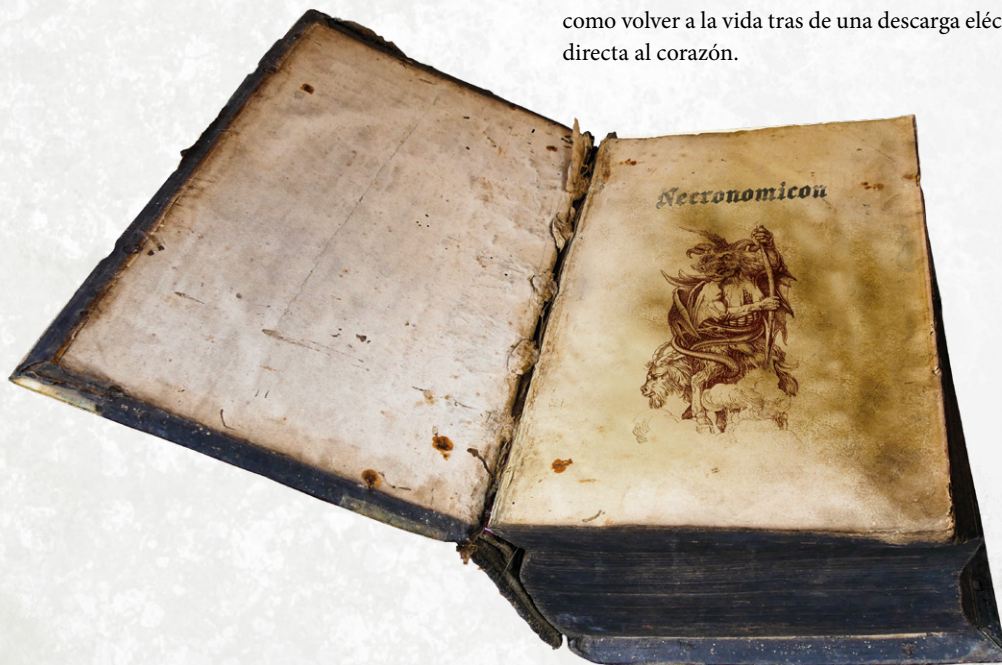 como volver a la vida tras de una descarga eléc
directa al corazón.
Necronomicon